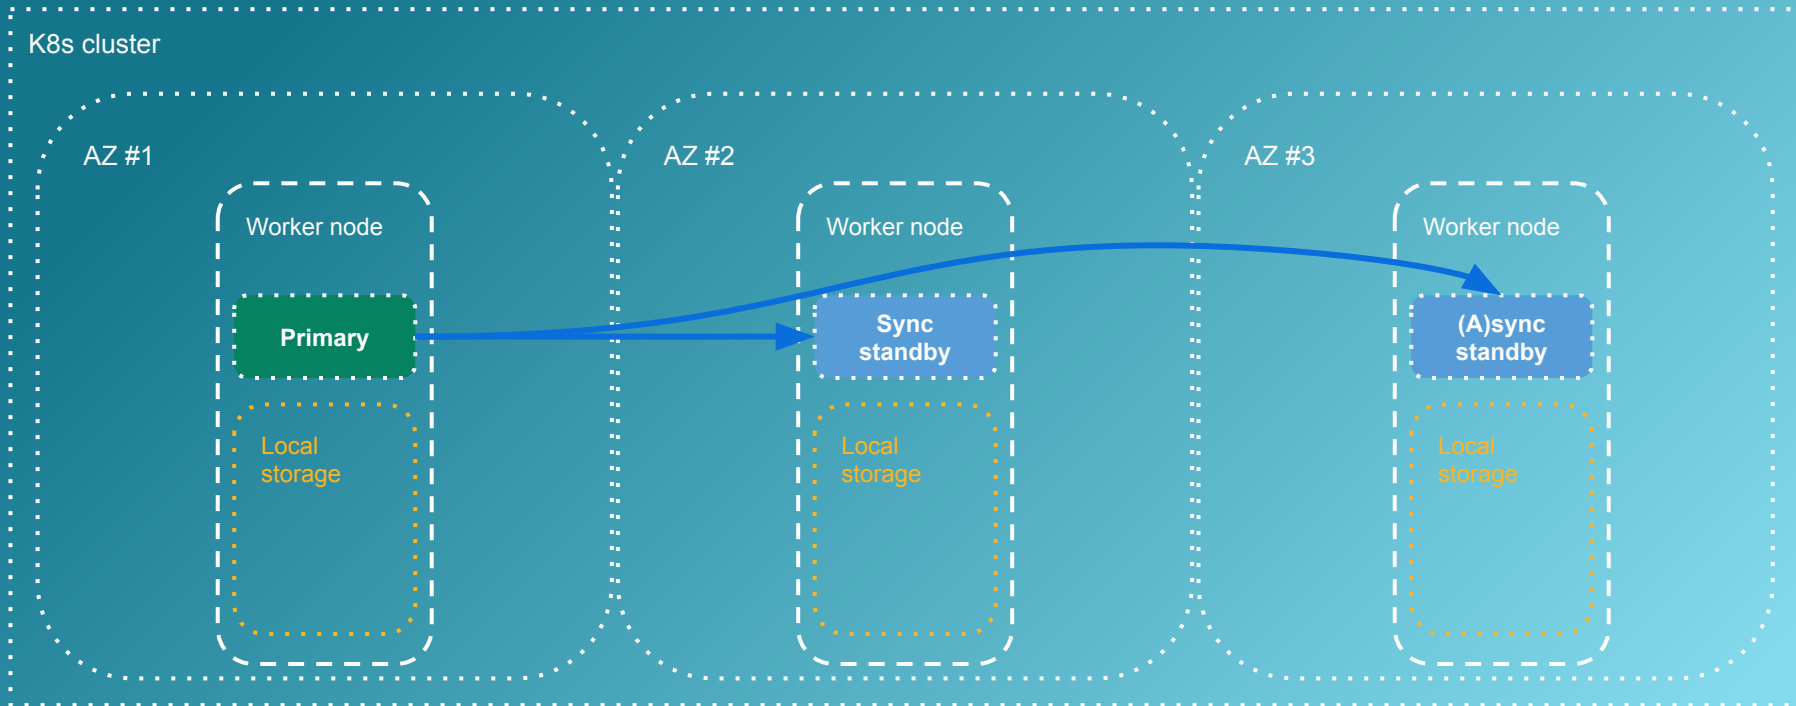 K8s cluster
AZ #1
AZ #2
AZ #3
Worker node
Worker node
Worker node
Primary
Sync
standby
(A)sync
standby
Local
storage
Local
storage
Local
storage